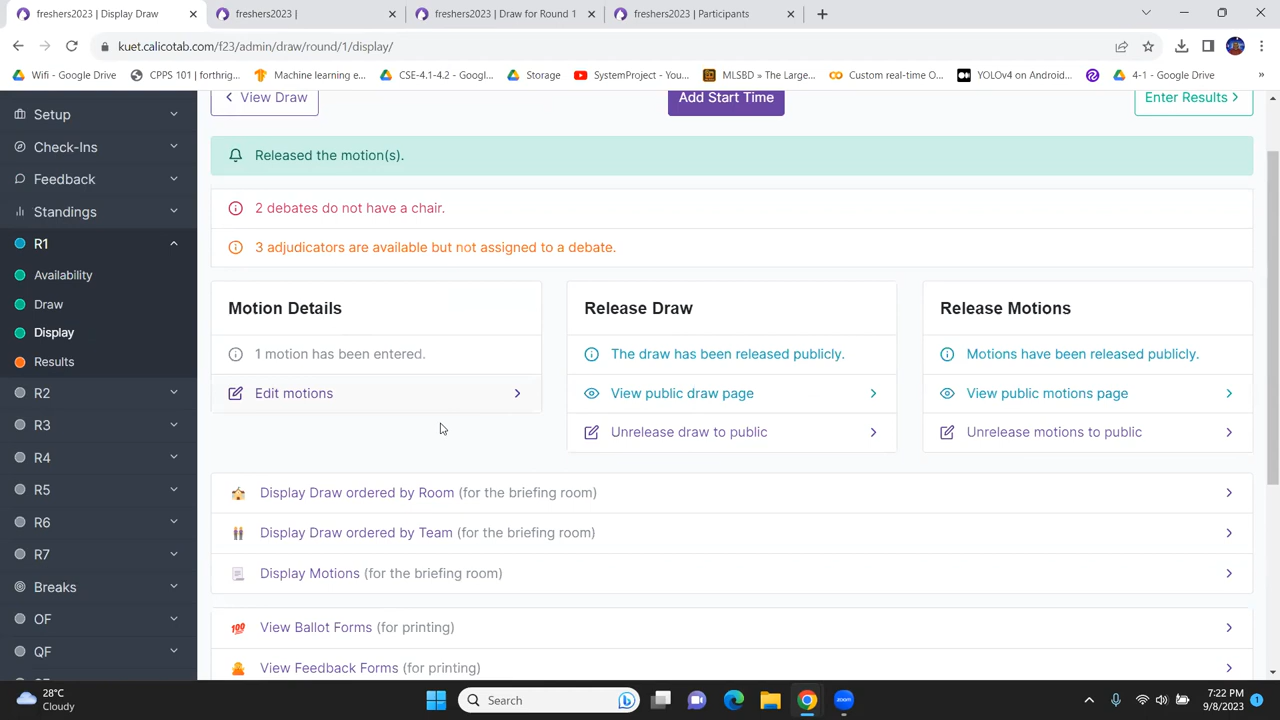 freshers2023 | Display Draw
freshers2023 |
freshers2023 | Draw for Round 1
freshers2023 | Participants
kuet.calicotab.com/f23/admin/draw/round/1/display/
Wifi - Google Drive
CPPS 101 | forthrig...
Machine learning e...
CSE-4.1-4.2 - Googl...
Storage
SystemProject - You...
MLSBD » The Large...
Custom real-time O...
YOLOv4 on Android...
4-1 - Google Drive
»
Setup
Check-Ins
Feedback
Standings
R1
Availability
Draw
Display
Results
R2
R3
R4
R5
R6
R7
Breaks
OF
QF
View Draw
Add Start Time
Enter Results
Released the motion(s).
2 debates do not have a chair.
3 adjudicators are available but not assigned to a debate.
Motion Details
1 motion has been entered.
Edit motions
Release Draw
The draw has been released publicly.
View public draw page
Unrelease draw to public
Release Motions
Motions have been released publicly.
View public motions page
Unrelease motions to public
Display Draw ordered by Room (for the briefing room)
Display Draw ordered by Team (for the briefing room)
Display Motions (for the briefing room)
View Ballot Forms (for printing)
View Feedback Forms (for printing)
28°C
Cloudy
Search
zoom
7:22 PM
9/8/2023
1